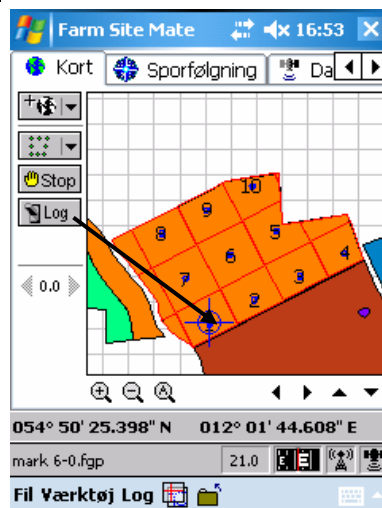 Farm Site Mate 16:53
Kort Sporfølgning Da
Stop
Log
10
9
8
5
6
4
7
3
2
0.0
054° 50' 25.398" N 012° 01' 44.608" E
mark 6-0.fgp 21.0
Fil Værktøj Log